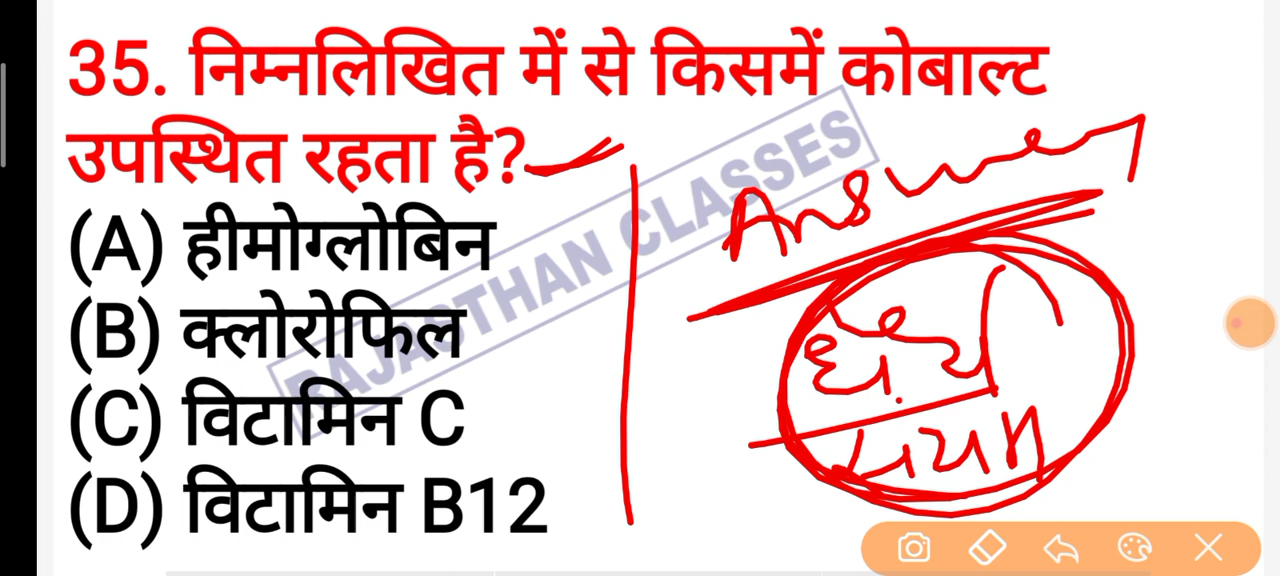 35. निम्नलिखित में से किसमें कोबाल्ट
उपस्थित रहता है?
(A) हीमोग्लोबिन
(B) क्लोरोफिल
(C) विटामिन C
(D) विटामिन B12
RAJASTHAN CLASSES
Answer